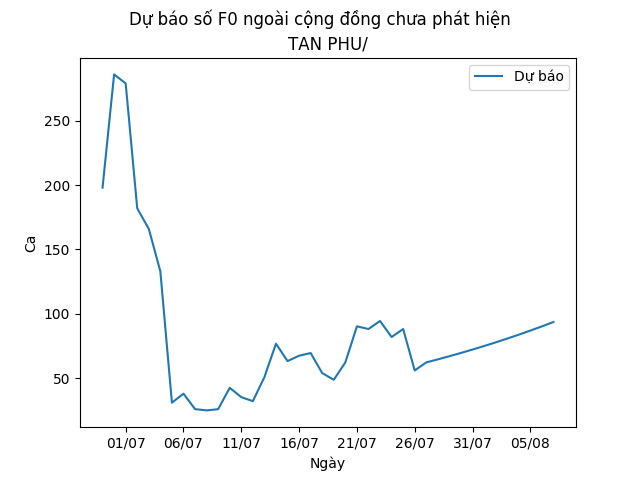 Dự báo số F0 ngoài cộng đồng chưa phát hiện
TAN PHU/
Dự báo
250
200
150
100
50
Ca
01/07 06/07 11/07 16/07 21/07 26/07 31/07 05/08
Ngày